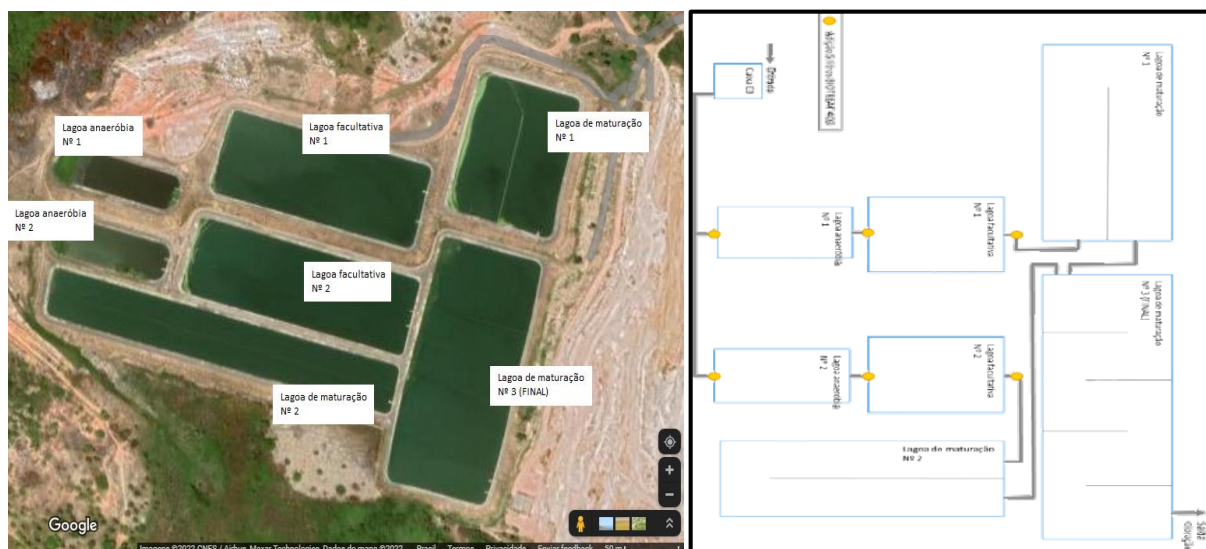 Lagoa anaeróbia
Nº 1
Lagoa facultativa
Nº 1
Lagoa de maturação
Nº 1
Lagoa anaeróbia
Nº 2
Lagoa facultativa
Nº 2
Lagoa de maturação
Nº 3 (FINAL)
Lagoa de maturação
Nº 2
Google
Entrada
Caixa
Lagoa de maturação
Nº 1
Lagoa anaeróbia
Nº 1
Lagoa facultativa
Nº 1
Lagoa de maturação
Nº 3 (FINAL)
Lagoa anaeróbia
Nº 2
Lagoa facultativa
Nº 2
Lagoa de maturação
Nº 2